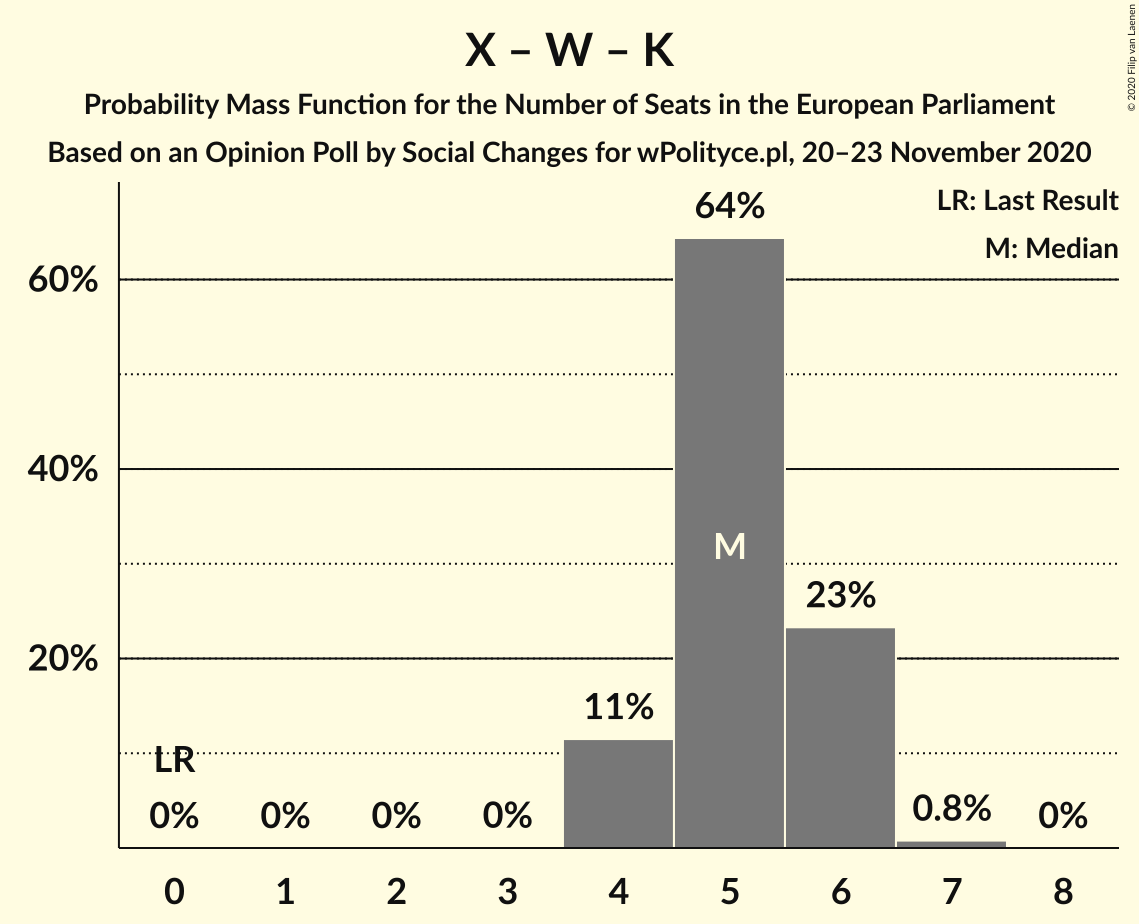 X – W – K
Probability Mass Function for the Number of Seats in the European Parliament
Based on an Opinion Poll by Social Changes for wPolityce.pl, 20–23 November 2020
© 2020 Filip van Laenen
LR: Last Result
M: Median
60%
40%
20%
64%
M
23%
11%
LR
0%
0%
0%
0%
0.8%
0%
0 1 2 3 4 5 6 7 8